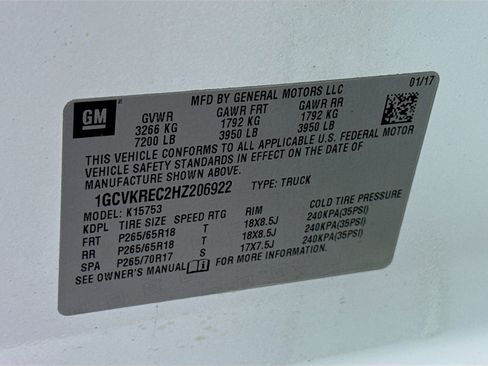 MFD BY GENERAL MOTORS LLC 01/17
GM GVWR GAWR FRT GAWR RR
3266 KG 1792 KG 1792 KG
7200 LB 3950 LB 3950 LB
THIS VEHICLE CONFORMS TO ALL APPLICABLE U.S. FEDERAL MOTOR
VEHICLE SAFETY STANDARDS IN EFFECT ON THE DATE OF
MANUFACTURE SHOWN ABOVE.
1GCVKREC2HZ206922 TYPE: TRUCK
MODEL: K15753
KDPL TIRE SIZE SPEED RTG RIM COLD TIRE PRESSURE
FRT P265/65R18 T 18X8.5J 240KPA(35PSI)
RR P265/65R18 T 18X8.5J 240KPA(35PSI)
SPA P265/70R17 S 17X7.5J 240KPA(35PSI)
SEE OWNER'S MANUAL FOR MORE INFORMATION.